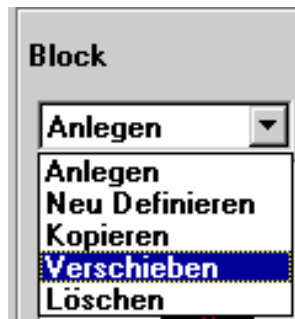 Block
Anlegen
Anlegen
Neu Definieren
Kopieren
Verschieben
Löschen